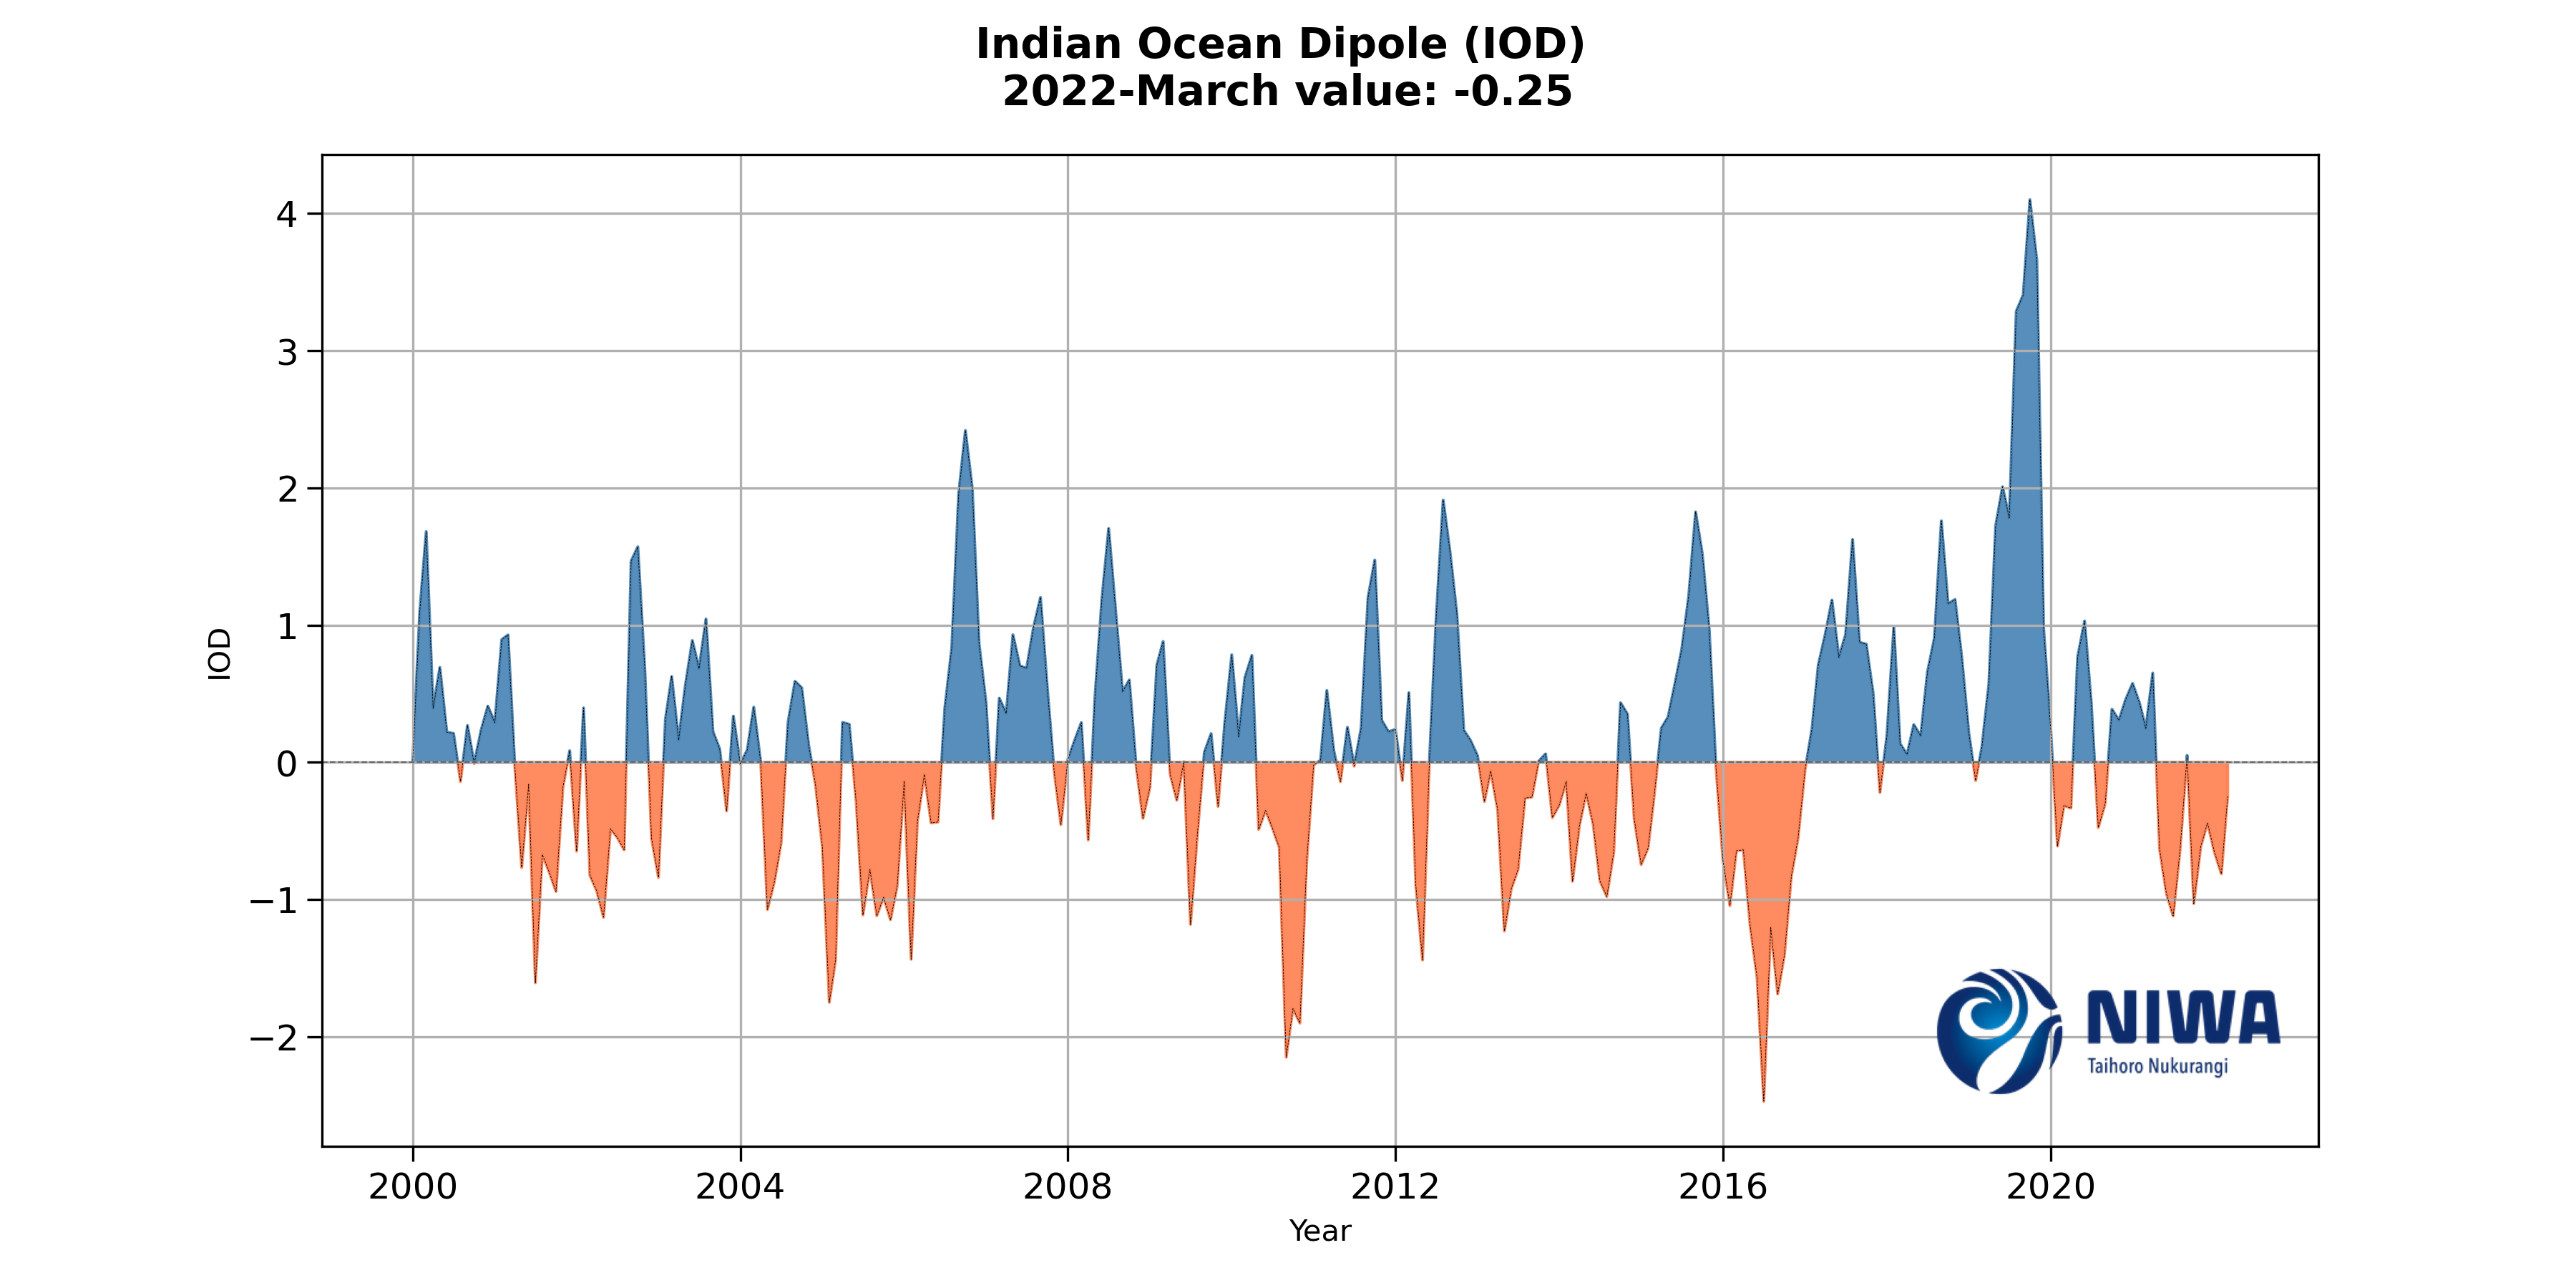 Indian Ocean Dipole (IOD)
2022-March value: -0.25
4
3
2
1
0
−1
−2
IOD
2000 2004 2008 2012 2016 2020
Year
NIWA
Taihoro Nukurangi